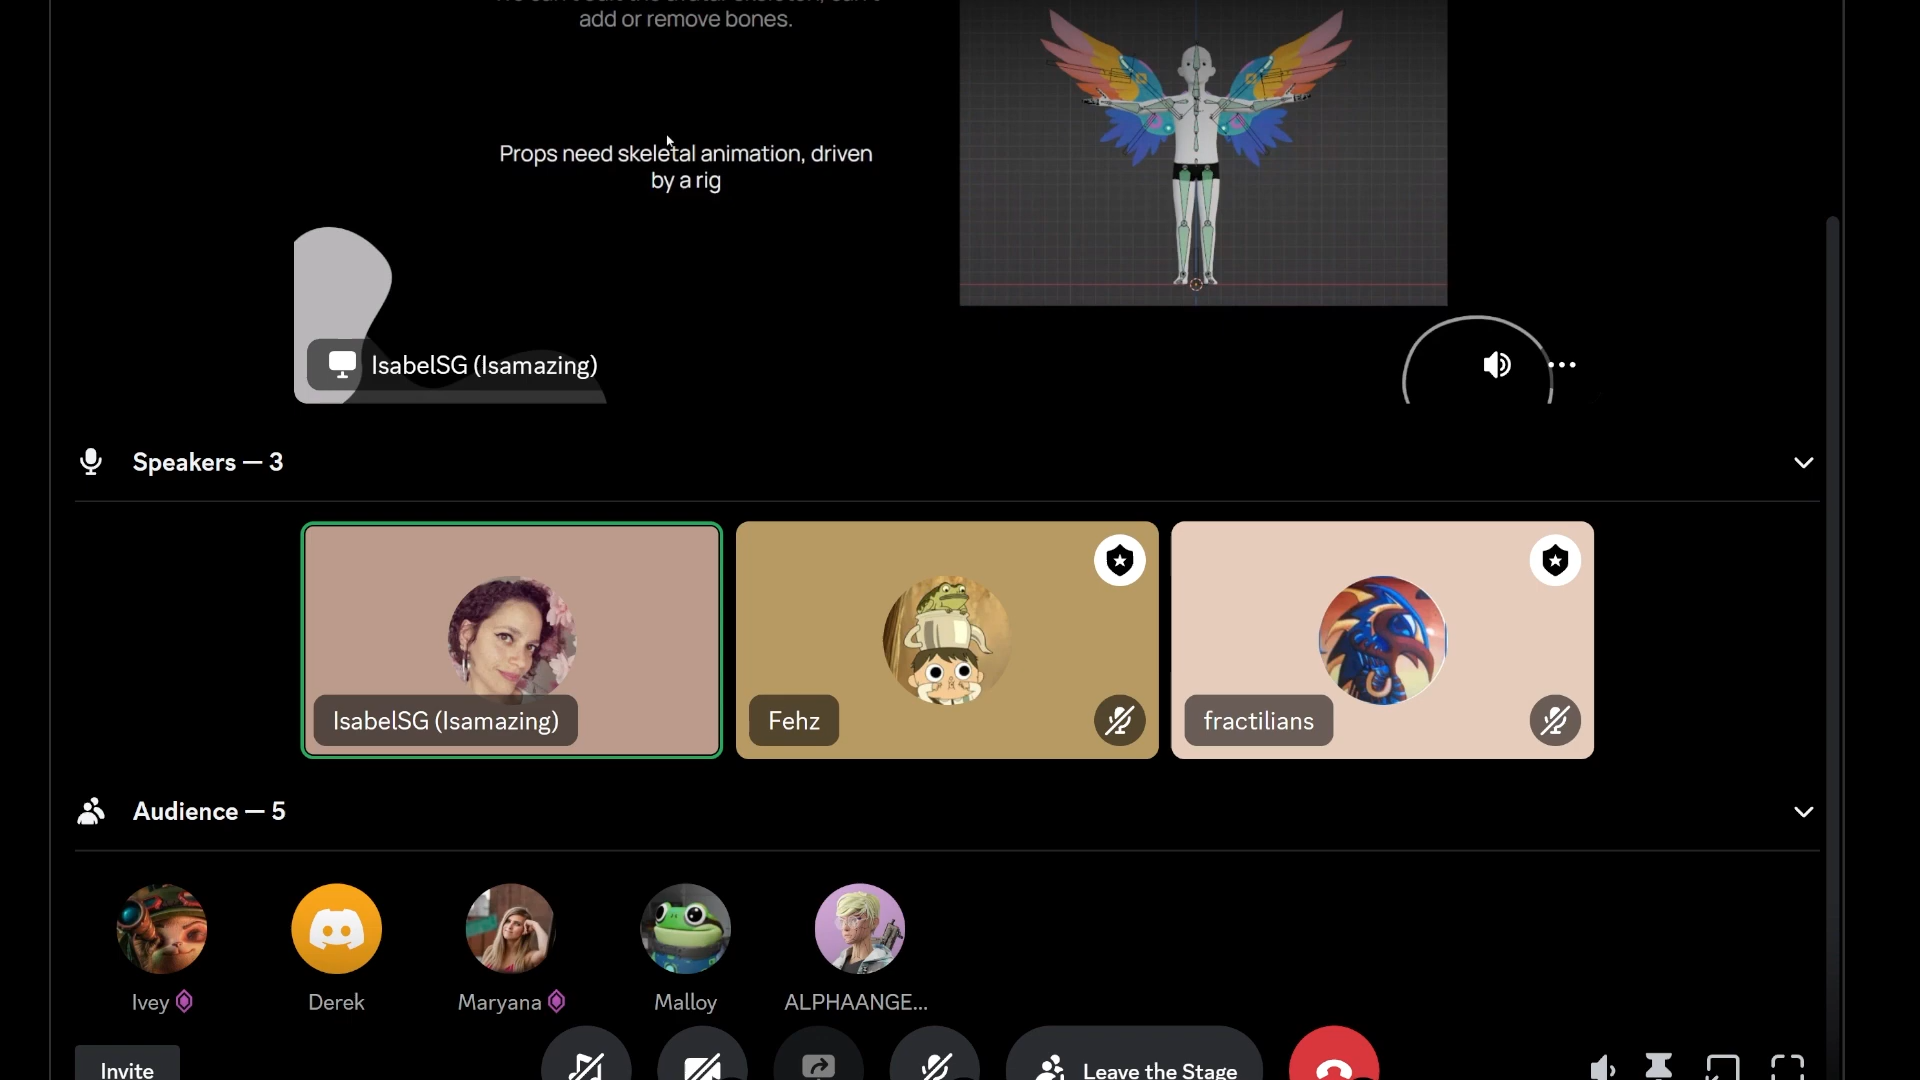 add or remove bones.
Props need skeletal animation, driven
by a rig
IsabelSG (Isamazing)
Speakers — 3
IsabelSG (Isamazing)
Fehz
fractilians
Audience — 5
Ivey
Derek
Maryana
Malloy
ALPHAANGE...
Invite
Leave the Stage